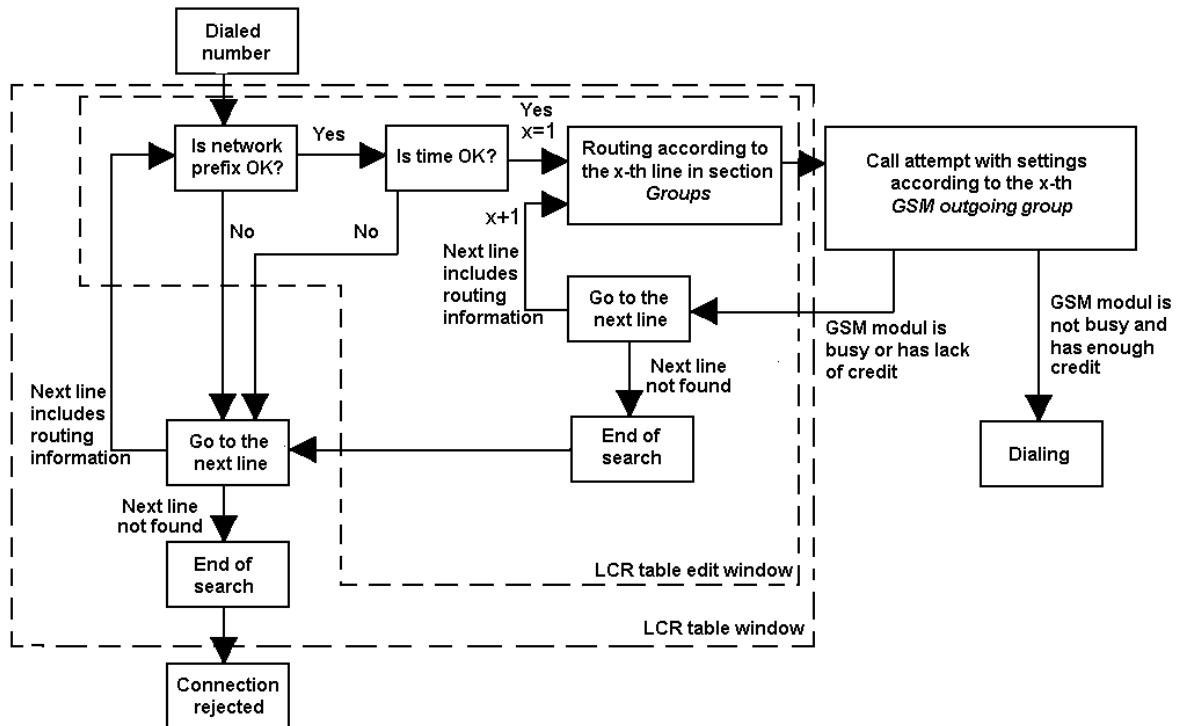 Dialed
number
Is network
prefix OK?
Yes
Is time OK?
Yes
x=1
Routing according to
the x-th line in section
Groups
Call attempt with settings
according to the x-th
GSM outgoing group
No
No
x+1
Next line
includes
routing
information
Go to the
next line
GSM modul is
busy or has lack
of credit
GSM modul is
not busy and
has enough
credit
Next line
not found
Next line
includes
routing
information
Go to the
next line
End of
search
Dialing
Next line
not found
End of
search
LCR table edit window
LCR table window
Connection
rejected